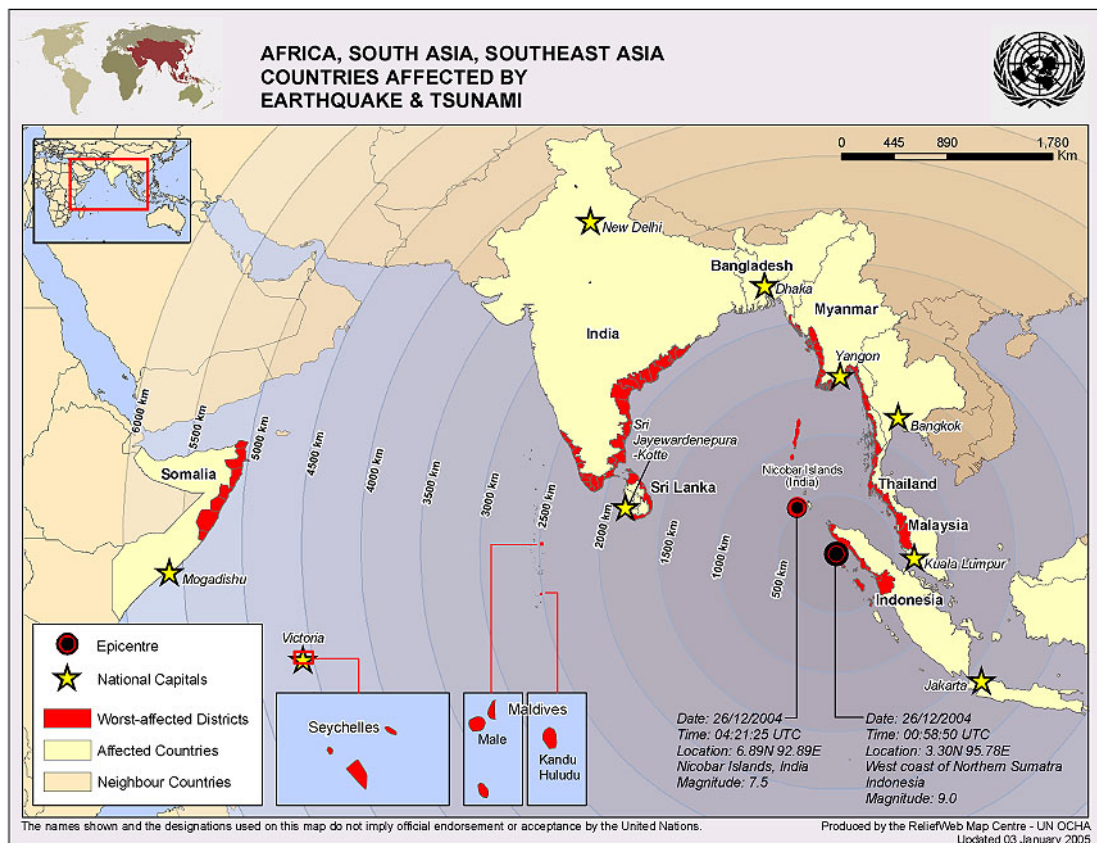 AFRICA, SOUTH ASIA, SOUTHEAST ASIA
COUNTRIES AFFECTED BY
EARTHQUAKE & TSUNAMI
0 445 890 1,780
Km
New Delhi
Bangladesh
Dhaka
Myanmar
India
Yangon
6000 km
5500 km
5000 km
4500 km
4000 km
3500 km
3000 km
2500 km
2000 km
1500 km
1000 km
500 km
Sri
Jayewardenepura
-Kotte
Bangkok
Somalia
Nicobar Islands
(India)
Sri Lanka
Thailand
Malaysia
Mogadishu
Kuala Lumpur
Indonesia
Victoria
Jakarta
Epicentre
National Capitals
Worst-affected Districts
Affected Countries
Neighbour Countries
Seychelles
Maldives
Male
Kandu
Huludu
Date: 26/12/2004
Time: 04:21:25 UTC
Location: 6.89N 92.89E
Nicobar Islands, India
Magnitude: 7.5
Date: 26/12/2004
Time: 00:58:50 UTC
Location: 3.30N 95.78E
West coast of Northern Sumatra
Indonesia
Magnitude: 9.0
The names shown and the designations used on this map do not imply official endorsement or acceptance by the United Nations.
Produced by the ReliefWeb Map Centre - UN OCHA
Updated 03 January 2005